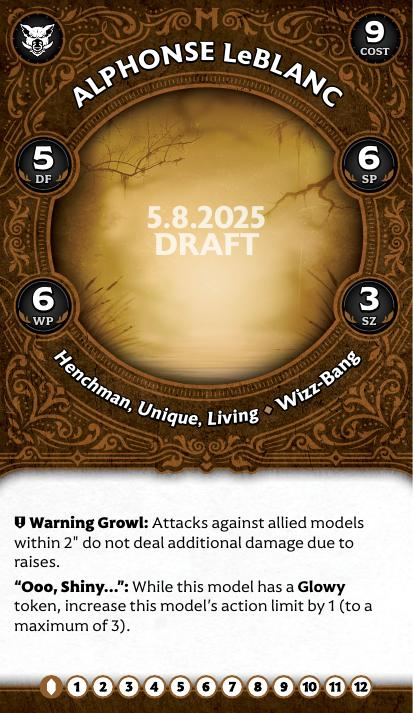 9
COST
ALPHONSE LeBLANC
5
DF
6
SP
5.8.2025
DRAFT
6
WP
3
SZ
Henchman, Unique, Living ◆ Wizz-Bang
Warning Growl: Attacks against allied models
within 2" do not deal additional damage due to
raises.
“Ooo, Shiny...”: While this model has a Glowy
token, increase this model's action limit by 1 (to a
maximum of 3).
1 2 3 4 5 6 7 8 9 10 11 12